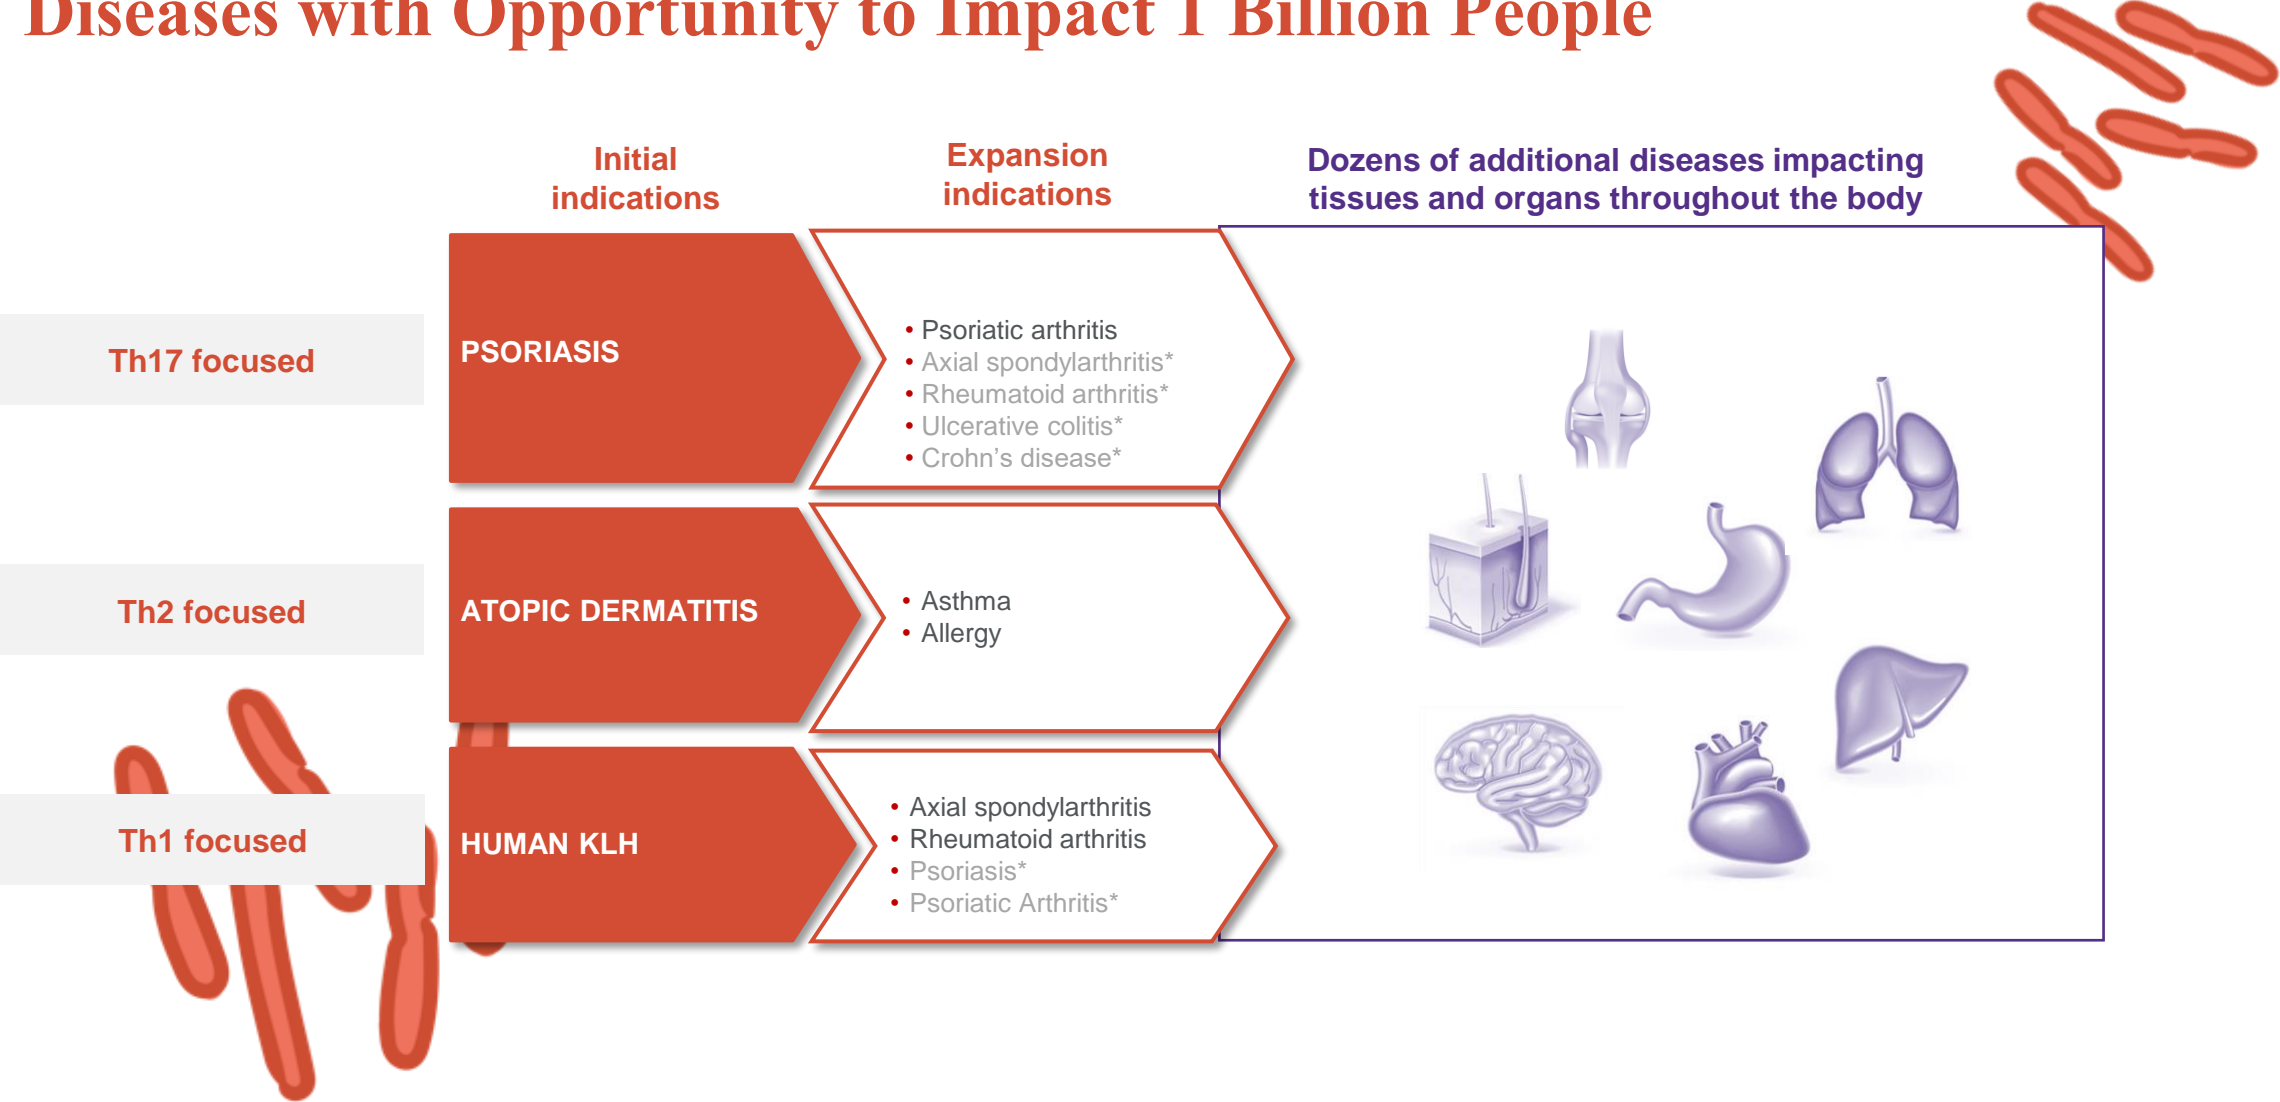 Diseases with Opportunity to Impact 1 Billion People
Initial
indications
Expansion
indications
Dozens of additional diseases impacting
tissues and organs throughout the body
Th17 focused
PSORIASIS
• Psoriatic arthritis
• Axial spondylarthritis*
• Rheumatoid arthritis*
• Ulcerative colitis*
• Crohn’s disease*
Th2 focused
ATOPIC DERMATITIS
• Asthma
• Allergy
Th1 focused
HUMAN KLH
• Axial spondylarthritis
• Rheumatoid arthritis
• Psoriasis*
• Psoriatic Arthritis*